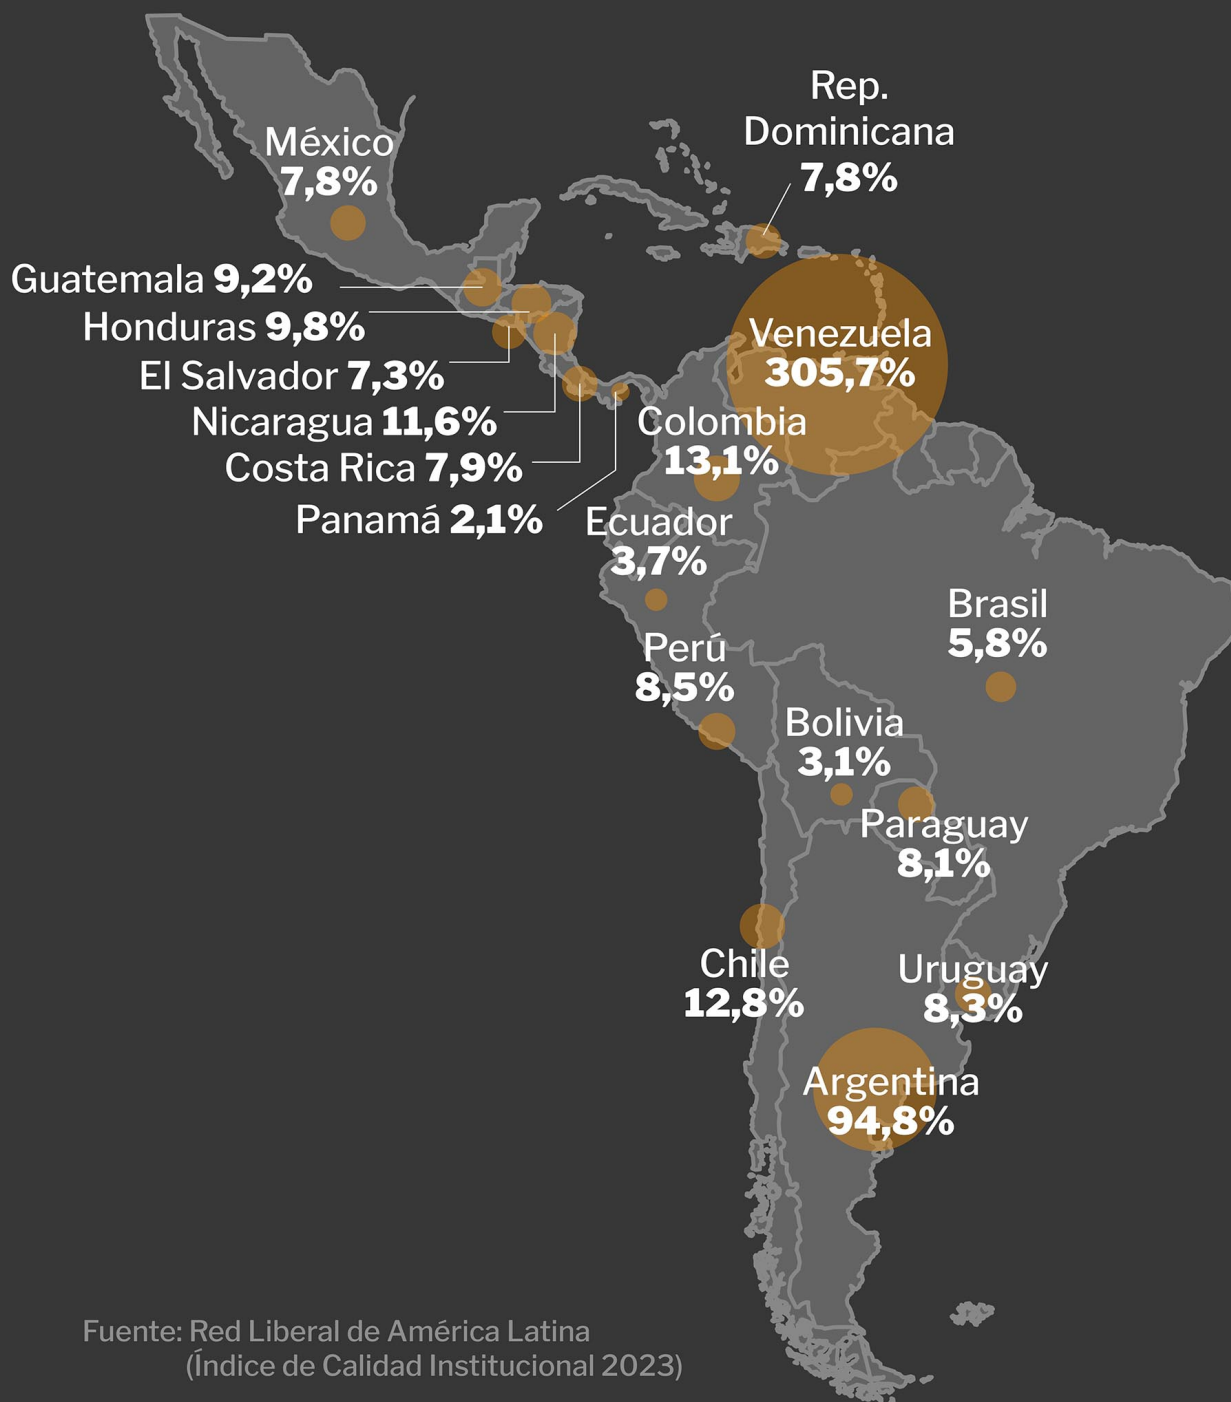 Rep.
Dominicana
7,8%
México
7,8%
Guatemala 9,2%
Honduras 9,8%
El Salvador 7,3%
Nicaragua 11,6%
Costa Rica 7,9%
Panamá 2,1%
Venezuela
305,7%
Colombia
13,1%
Ecuador
3,7%
Brasil
5,8%
Perú
8,5%
Bolivia
3,1%
Paraguay
8,1%
Chile
12,8%
Uruguay
8,3%
Argentina
94,8%
Fuente: Red Liberal de América Latina
(Índice de Calidad Institucional 2023)